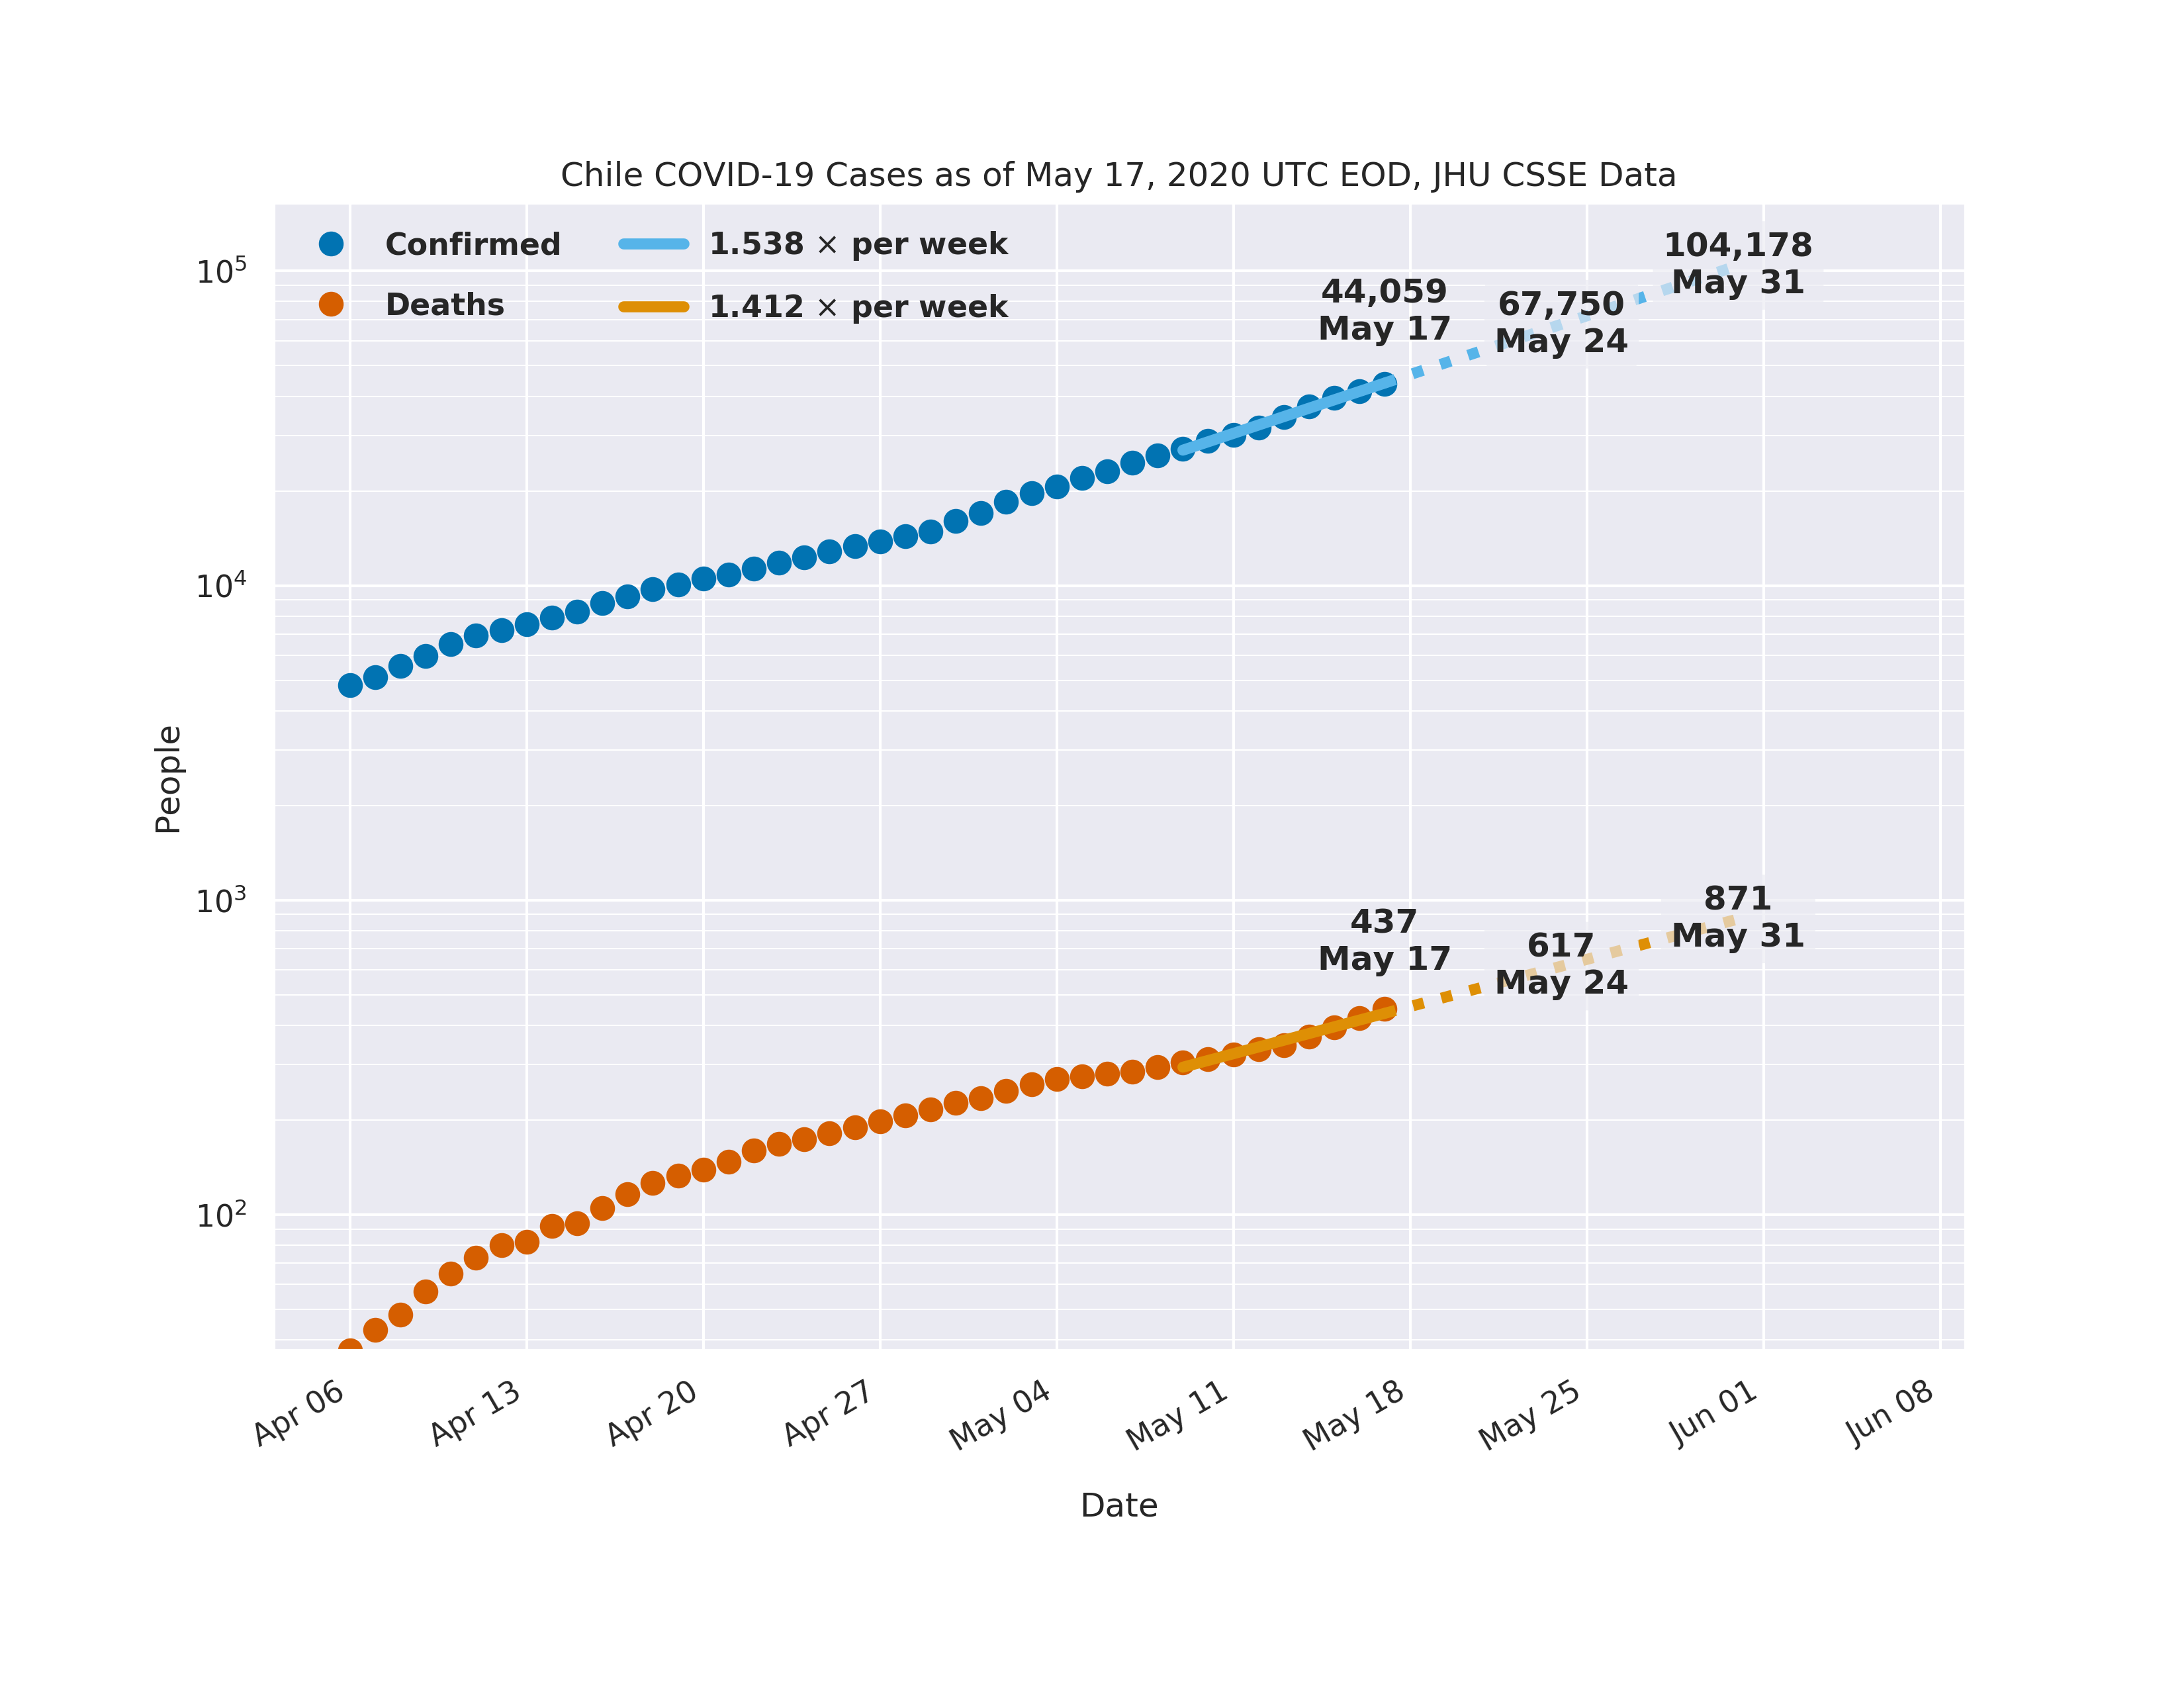 Chile COVID-19 Cases as of May 17, 2020 UTC EOD, JHU CSSE Data
Confirmed
Deaths
1.538 × per week
1.412 × per week
44,059
May 17
67,750
May 24
104,178
May 31
437
May 17
617
May 24
871
May 31
10⁵
10⁴
10³
10²
People
Apr 06
Apr 13
Apr 20
Apr 27
May 04
May 11
May 18
May 25
Jun 01
Jun 08
Date